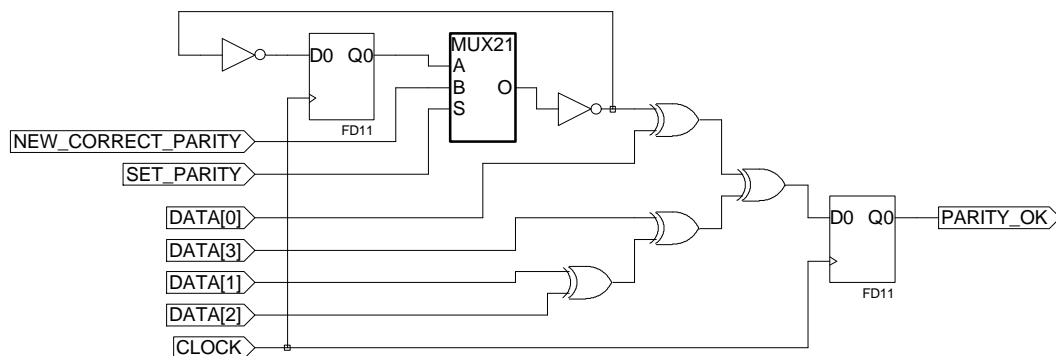 MUX21
D0 Q0
A
B O
S
FD11
NEW_CORRECT_PARITY
SET_PARITY
DATA[0]
D0 Q0
PARITY_OK
DATA[3]
DATA[1]
FD11
DATA[2]
CLOCK